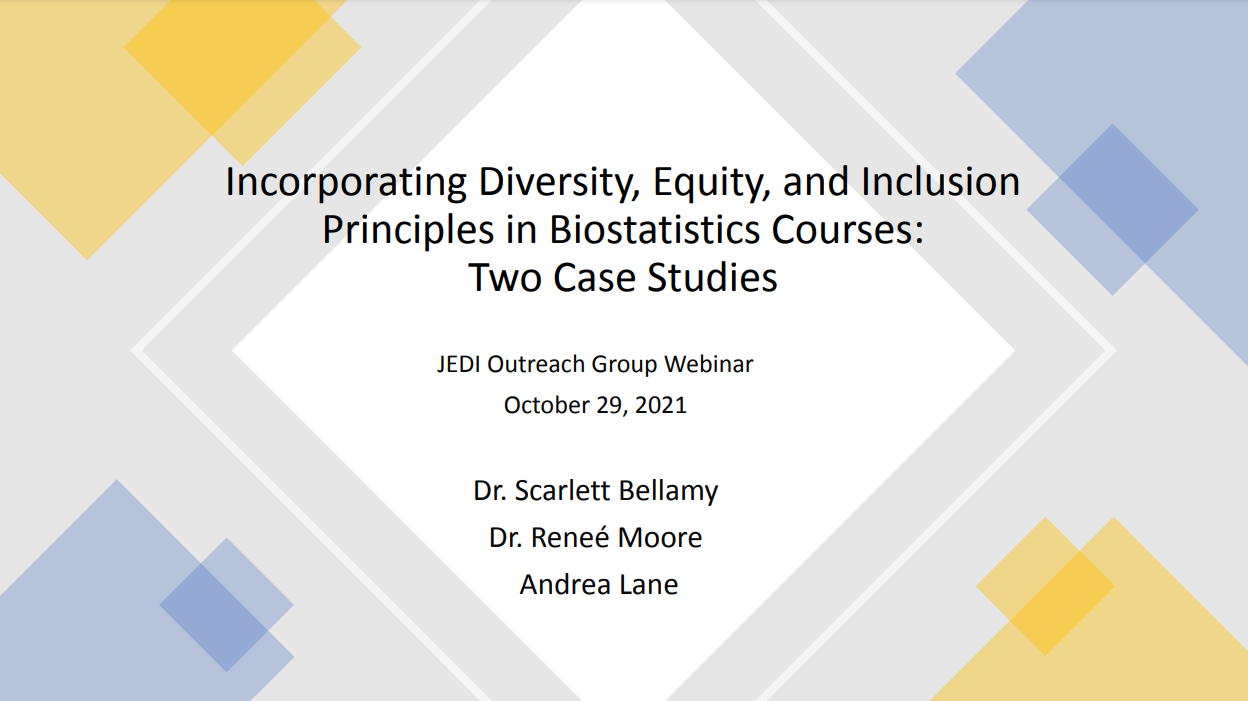 Incorporating Diversity, Equity, and Inclusion
Principles in Biostatistics Courses:
Two Case Studies
JEDI Outreach Group Webinar
October 29, 2021
Dr. Scarlett Bellamy
Dr. Reneé Moore
Andrea Lane